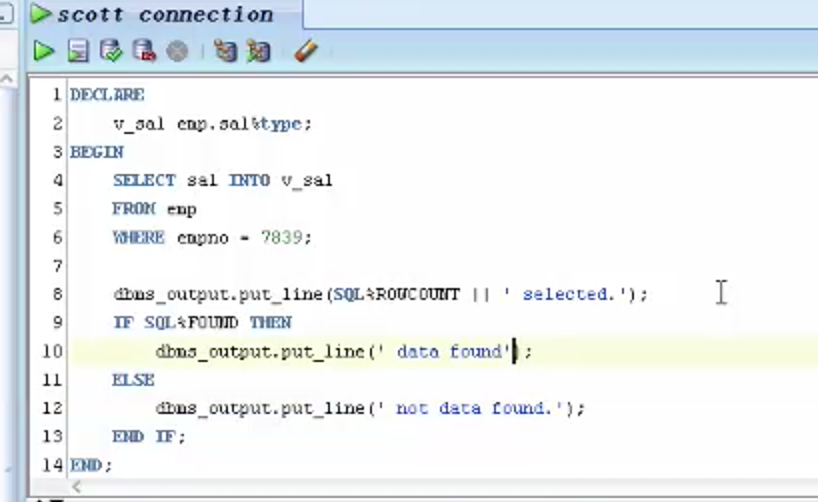 scott connection
1 DECLARE
2 v_sal emp.sal%type;
3 BEGIN
4 SELECT sal INTO v_sal
5 FROM emp
6 WHERE empno = 7839;
7
8 dbms_output.put_line(SQL%ROWCOUNT || ' selected.');
9 IF SQL%FOUND THEN
10 dbms_output.put_line(' data found');
11 ELSE
12 dbms_output.put_line(' not data found.');
13 END IF;
14 END;